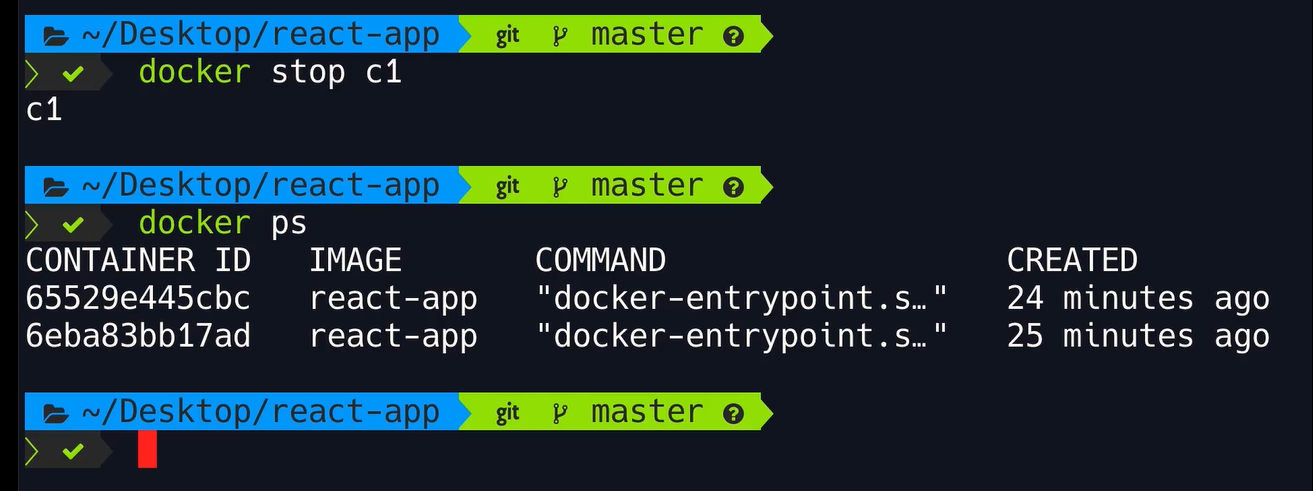 ~/Desktop/react-app git master ?
docker stop c1
c1
~/Desktop/react-app git master ?
docker ps
CONTAINER ID IMAGE COMMAND CREATED
65529e445cbc react-app "docker-entrypoint.s…" 24 minutes ago
6eba83bb17ad react-app "docker-entrypoint.s…" 25 minutes ago
~/Desktop/react-app git master ?